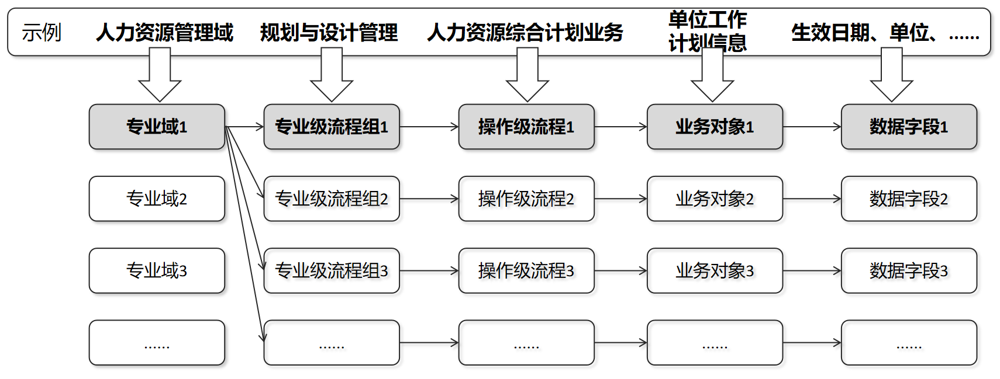 示例
人力资源管理域
规划与设计管理
人力资源综合计划业务
单位工作
计划信息
生效日期、单位、......
专业域1
专业级流程组1
操作级流程1
业务对象1
数据字段1
专业域2
专业级流程组2
操作级流程2
业务对象2
数据字段2
专业域3
专业级流程组3
操作级流程3
业务对象3
数据字段3
......
......
......
......
......